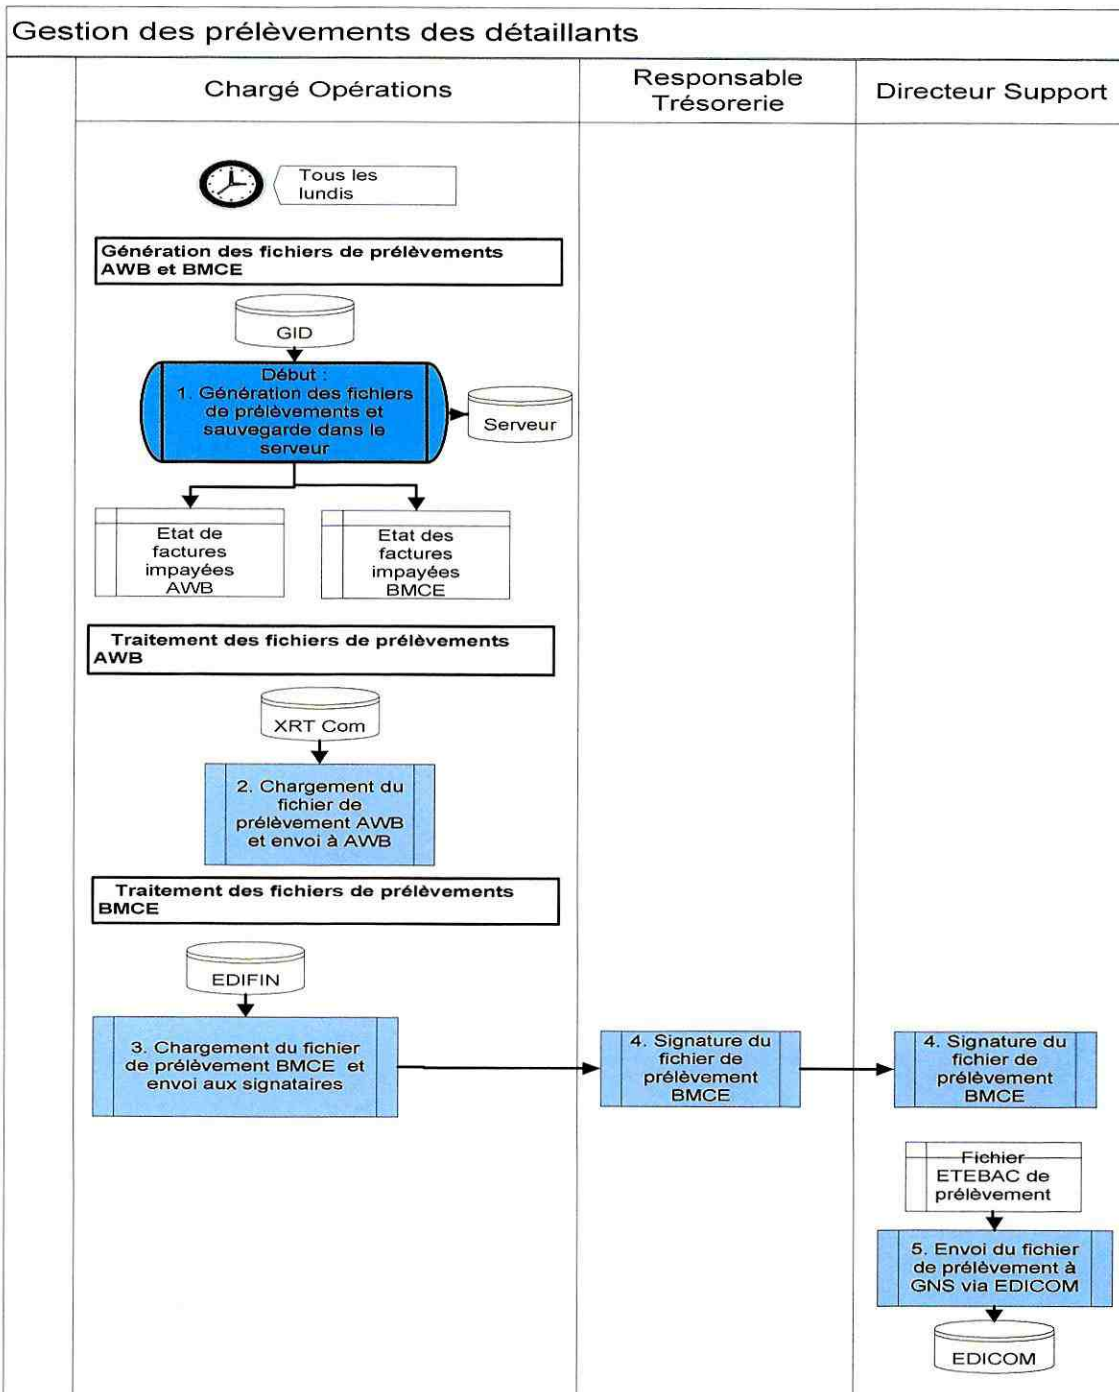 Gestion des prélèvements des détaillants
Chargé Opérations
Responsable
Trésorerie
Directeur Support
Tous les
lundis
Génération des fichiers de prélèvements
AWB et BMCE
GID
Début :
1. Génération des fichiers
de prélèvements et
sauvegarde dans le
serveur
Serveur
Etat de
factures
impayées
AWB
Etat des
factures
impayées
BMCE
Traitement des fichiers de prélèvements
AWB
XRT Com
2. Chargement du
fichier de
prélèvement AWB
et envoi à AWB
Traitement des fichiers de prélèvements
BMCE
EDIFIN
3. Chargement du fichier
de prélèvement BMCE et
envoi aux signataires
4. Signature du
fichier de
prélèvement
BMCE
4. Signature du
fichier de
prélèvement
BMCE
Fichier
ETEBAC de
prélèvement
5. Envoi du fichier
de prélèvement à
GNS via EDICOM
EDICOM